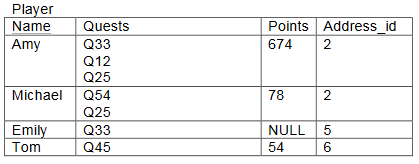 Player
Name Quests Points Address_id
Amy Q33 674 2
Q12
Q25
Michael Q54 78 2
Q25
Emily Q33 NULL 5
Tom Q45 54 6